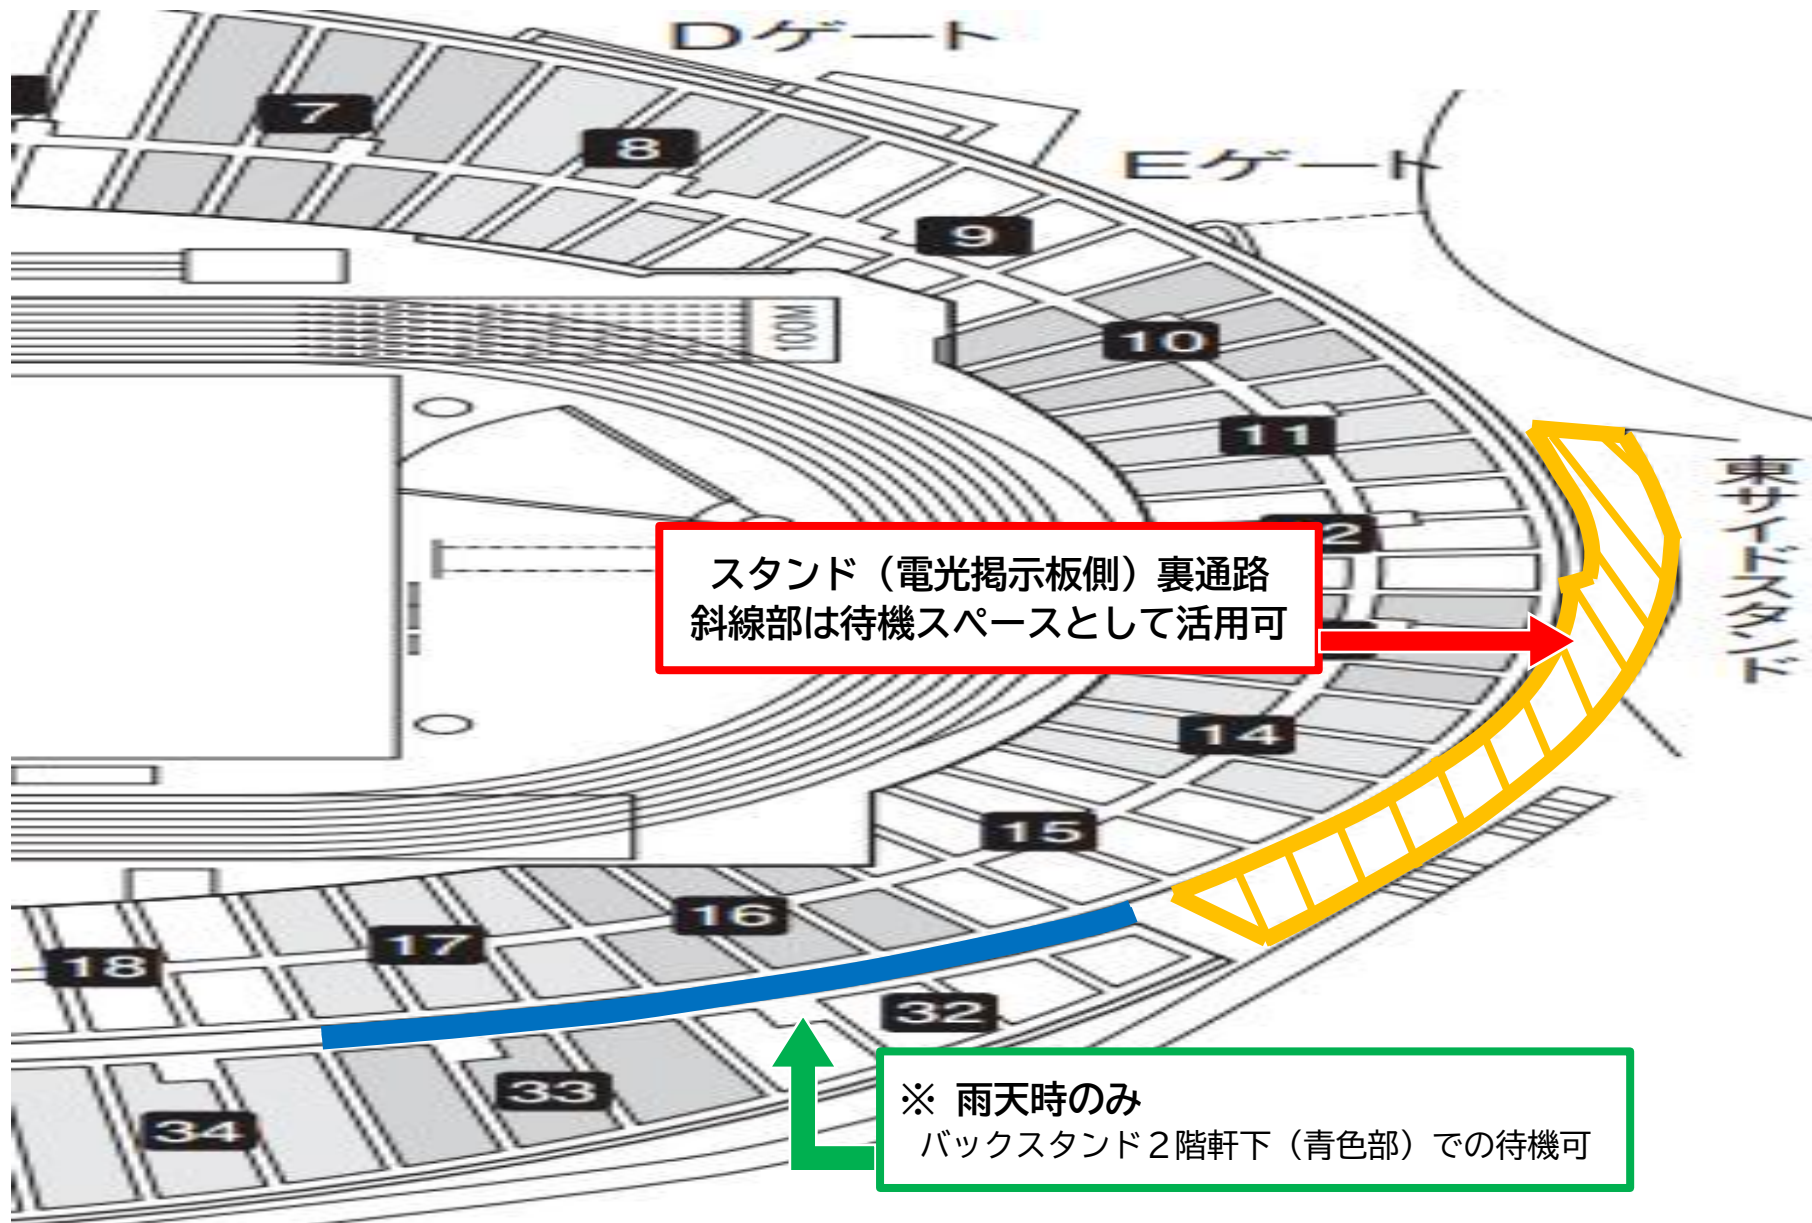 Dゲート
7
8
Eゲート
9
100M
10
11
東サイドスタンド
スタンド（電光掲示板側）裏通路
斜線部は待機スペースとして活用可
14
15
16
17
18
32
33
34
※ 雨天時のみ
バックスタンド２階軒下（青色部）での待機可